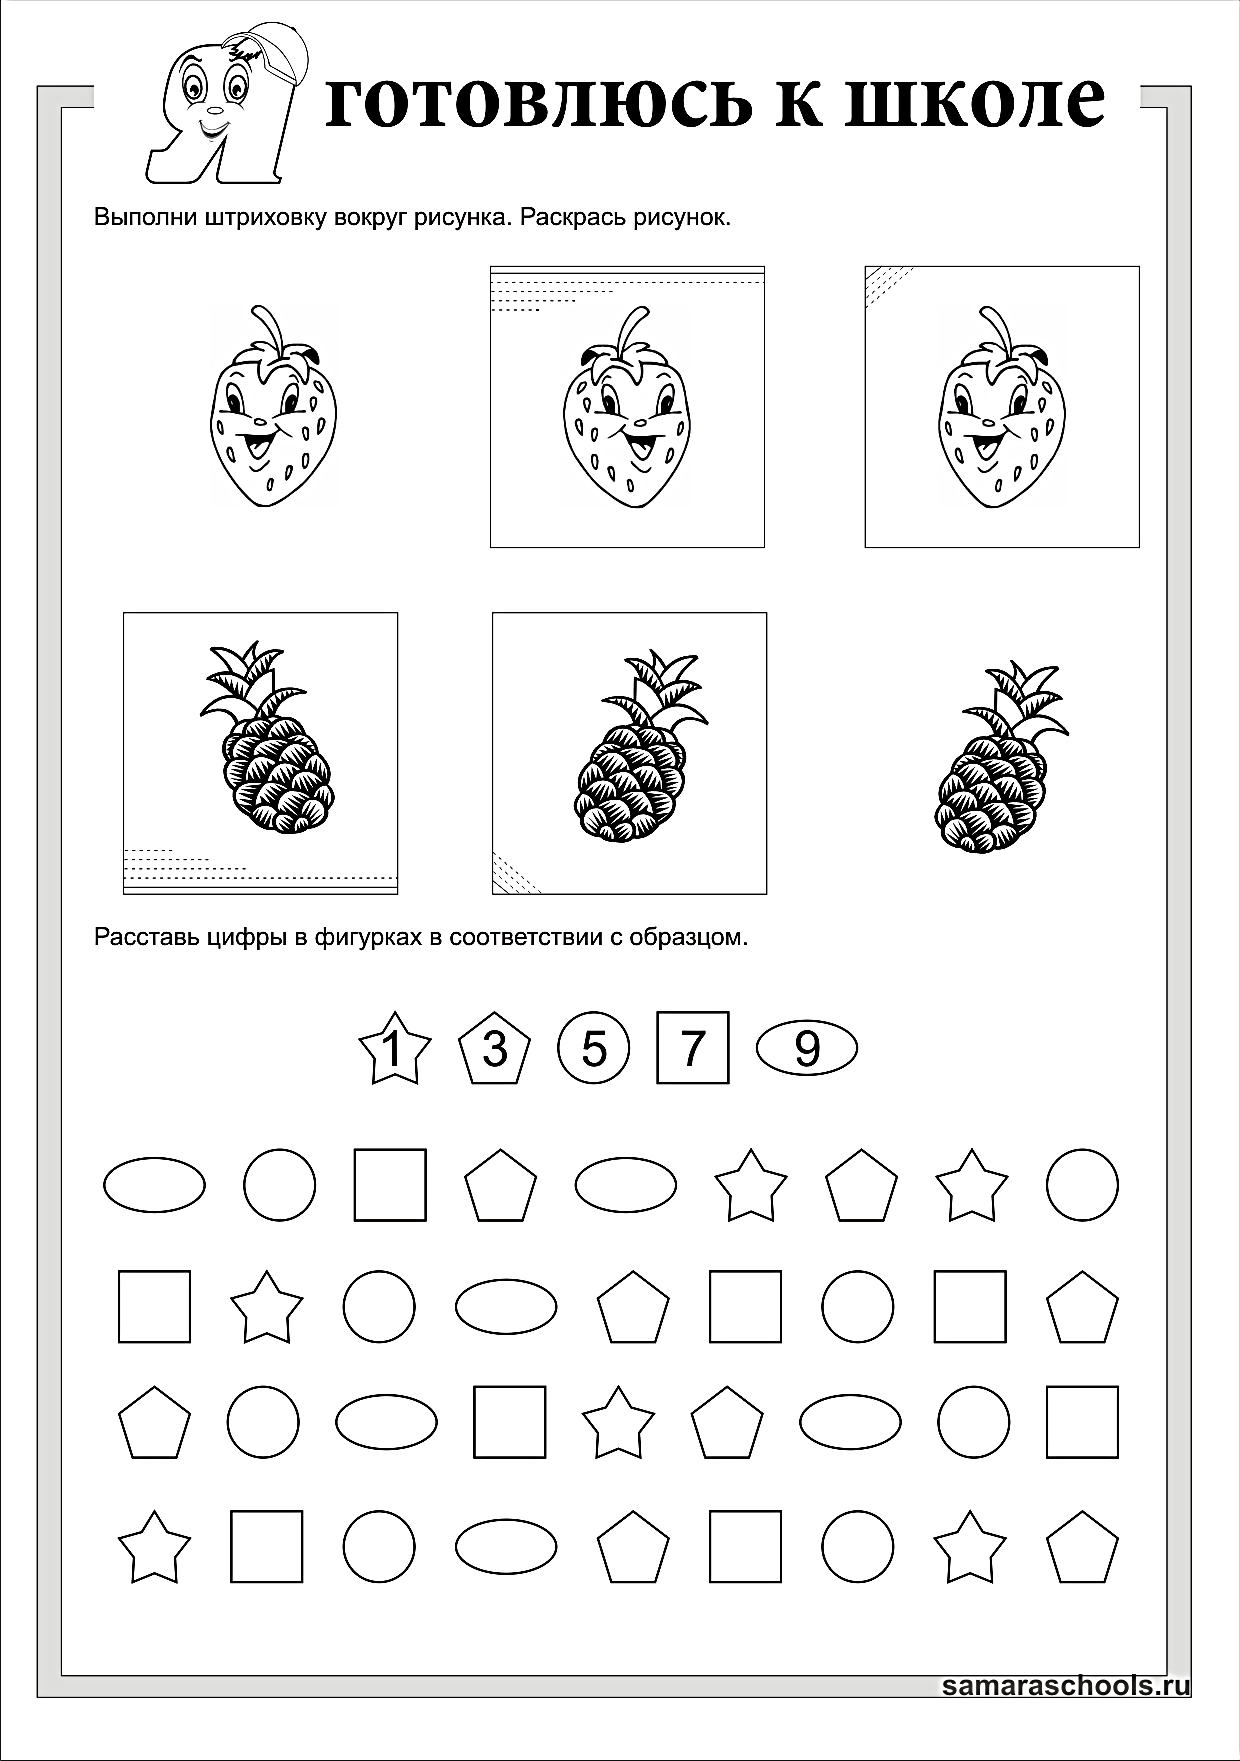 Я готовлюсь к школе
Выполни штриховку вокруг рисунка. Раскрась рисунок.
Расставь цифры в фигурках в соответствии с образцом.
1 3 5 7 9
samaraschools.ru